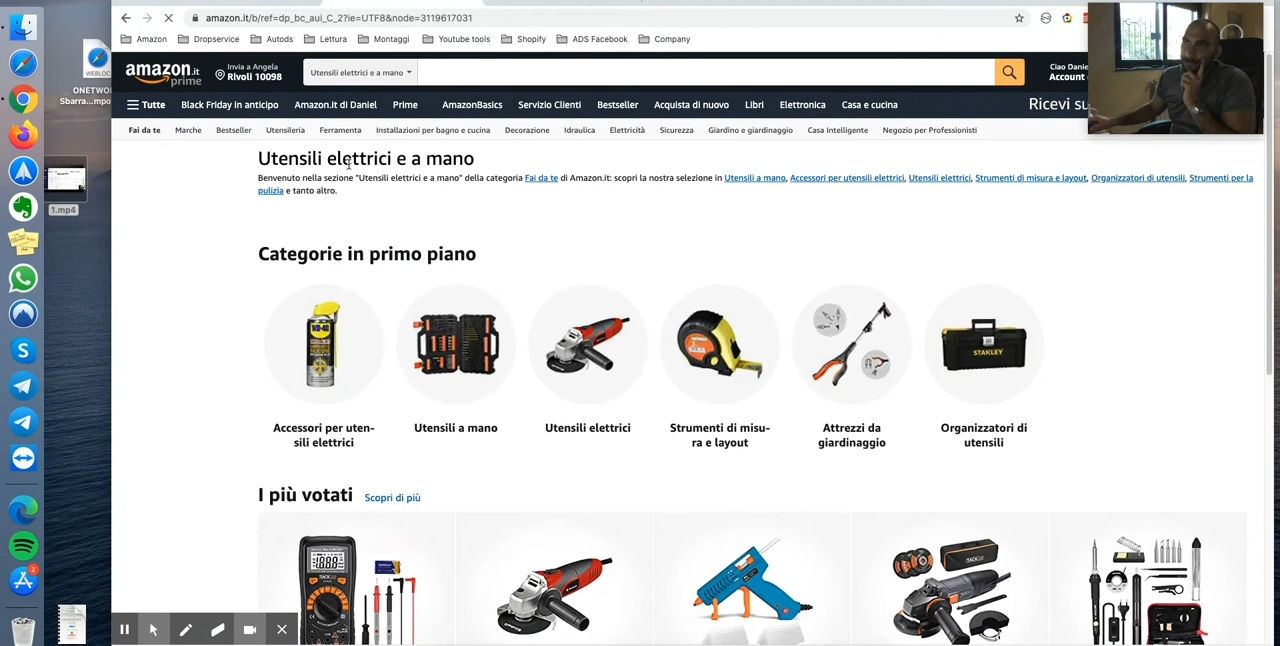 amazon.it/b/ref=dp_bc_aui_C_2?ie=UTF8&node=3119617031
Amazon Dropservice Autods Lettura Montaggi Youtube tools Shopify ADS Facebook Company
WEBLOC
ONETWO
Sbarra...mpo
1.mp4
amazon.it
prime
Invia a Angela
Rivoli 10098
Utensili elettrici e a mano
Ciao Danie
Account
Tutte Black Friday in anticipo Amazon.it di Daniel Prime AmazonBasics Servizio Clienti Bestseller Acquista di nuovo Libri Elettronica Casa e cucina Ricevi su
Fai da te Marche Bestseller Utensileria Ferramenta Installazioni per bagno e cucina Decorazione Idraulica Elettricità Sicurezza Giardino e giardinaggio Casa Intelligente Negozio per Professionisti
Utensili elettrici e a mano
Benvenuto nella sezione "Utensili elettrici e a mano" della categoria Fai da te di Amazon.it: scopri la nostra selezione in Utensili a mano, Accessori per utensili elettrici, Utensili elettrici, Strumenti di misura e layout, Organizzatori di utensili, Strumenti per la
pulizia e tanto altro.
Categorie in primo piano
WD-40
STANLEY
Accessori per uten-
sili elettrici
Utensili a mano
Utensili elettrici
Strumenti di misu-
ra e layout
Attrezzi da
giardinaggio
Organizzatori di
utensili
I più votati Scopri di più
TACKLIFE
2